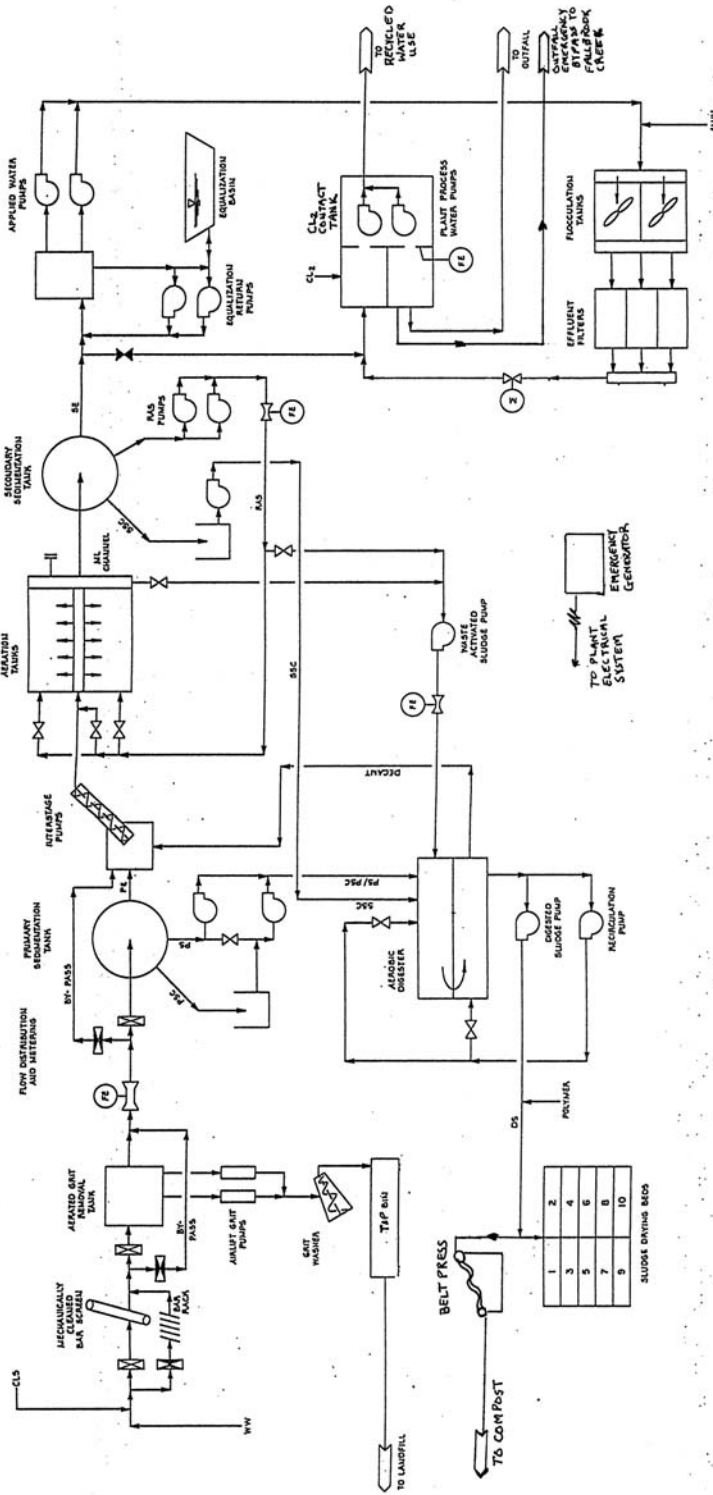 CLS
WW
MECHANICALLY
CLEANED
BAR SCREEN
BAR
RACK
AERATED GRIT
REMOVAL
TANK
BY-
PASS
AIRLIFT GRIT
PUMPS
GRIT
WASHER
T&P BIN
TO LANDFILL
FLOW DISTRIBUTION
AND METERING
FE
BY-PASS
PRIMARY
SEDIMENTATION
TANK
PE
PSC
PS
PS/PSC
INTERSTAGE
PUMPS
AERATION
TANKS
ML
CHANNEL
SECONDARY
SEDIMENTATION
TANK
SE
SSC
RAS
PUMPS
FE
RAS
SSC
APPLIED WATER
PUMPS
EQUALIZATION
BASIN
EQUALIZATION
RETURN
PUMPS
TO
RECYCLED
WATER
USE
CL2
CL2
CONTACT
TANK
PLANT PROCESS
WATER PUMPS
FE
TO
OUTFALL
OUTFALL
EMERGENCY
BYPASS TO
FALLBROOK
CREEK
FLOCCULATION
TANKS
EFFLUENT
FILTERS
M
WASTE
ACTIVATED
SLUDGE PUMP
FE
DECANT
SSC
AEROBIC
DIGESTER
DIGESTED
SLUDGE PUMP
RECIRCULATION
PUMP
DS
POLYMER
BELT PRESS
TO COMPOST
1 2
3 4
5 6
7 8
9 10
SLUDGE DRYING BEDS
EMERGENCY
GENERATOR
TO PLANT
ELECTRICAL
SYSTEM